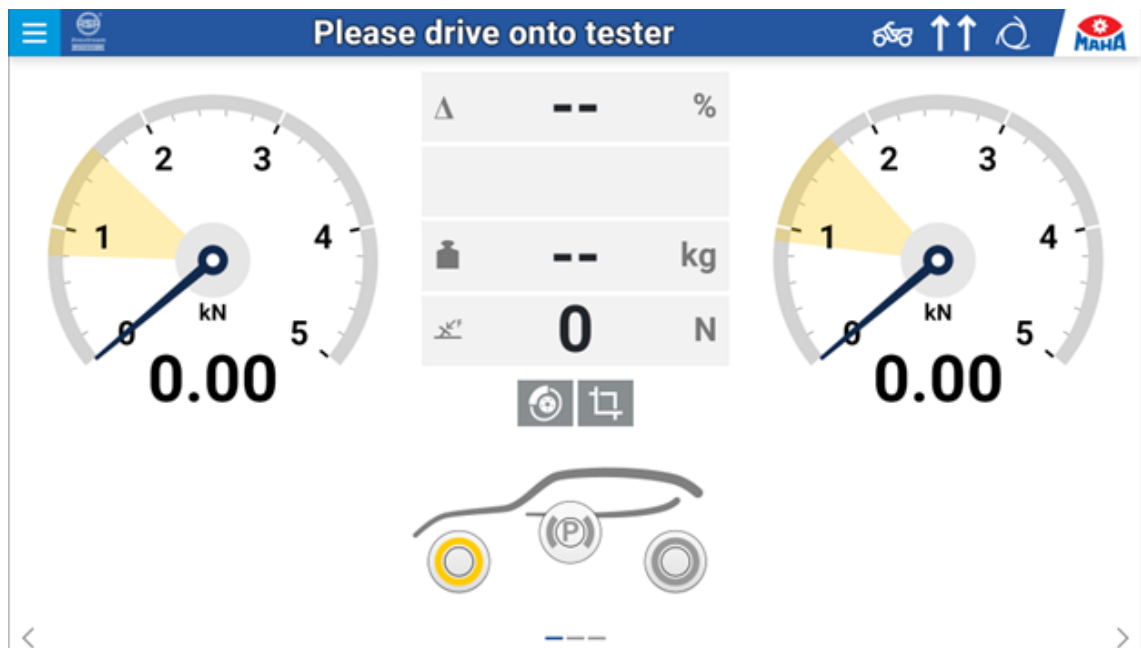 Please drive onto tester
MAHA
Δ -- %
-- kg
F 0 N
0 1 2 3 4 5
kN
0.00
0 1 2 3 4 5
kN
0.00
P